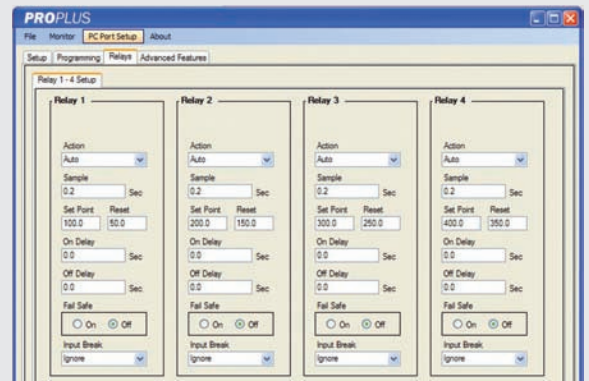 PROPLUS
File Monitor PC Port Setup About
Setup Programming Relays Advanced Features
Relay 1 - 4 Setup
Relay 1 Relay 2 Relay 3 Relay 4
Action Action Action Action
Auto Auto Auto Auto
Sample Sample Sample Sample
0.2 Sec 0.2 Sec 0.2 Sec 0.2 Sec
Set Point Reset Set Point Reset Set Point Reset Set Point Reset
100.0 50.0 200.0 150.0 300.0 250.0 400.0 350.0
On Delay On Delay On Delay On Delay
0.0 Sec 0.0 Sec 0.0 Sec 0.0 Sec
Off Delay Off Delay Off Delay Off Delay
0.0 Sec 0.0 Sec 0.0 Sec 0.0 Sec
Fail Safe Fail Safe Fail Safe Fail Safe
On Off On Off On Off On Off
Input Break Input Break Input Break Input Break
Ignore Ignore Ignore Ignore